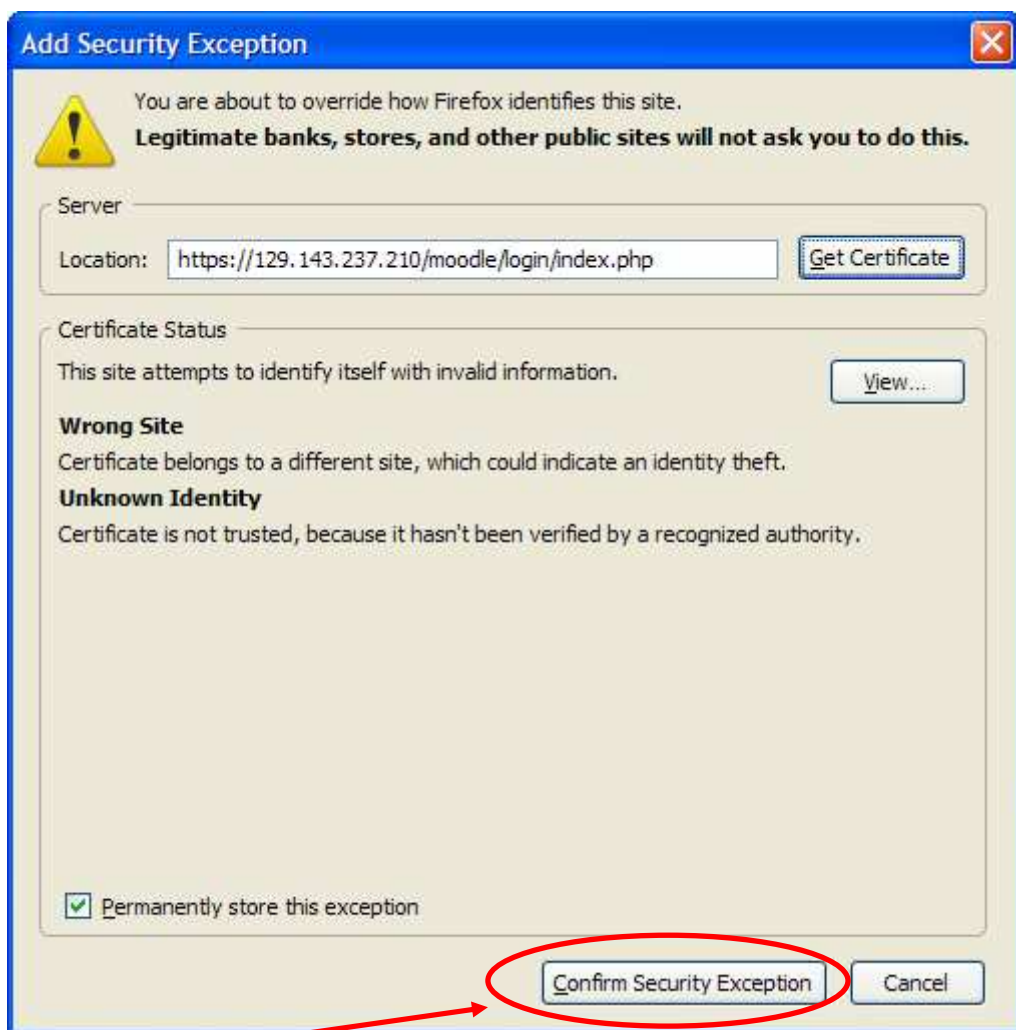 Add Security Exception
You are about to override how Firefox identifies this site.
Legitimate banks, stores, and other public sites will not ask you to do this.
Server
Location: https://129.143.237.210/moodle/login/index.php Get Certificate
Certificate Status
This site attempts to identify itself with invalid information. View...
Wrong Site
Certificate belongs to a different site, which could indicate an identity theft.
Unknown Identity
Certificate is not trusted, because it hasn't been verified by a recognized authority.
Permanently store this exception
Confirm Security Exception Cancel